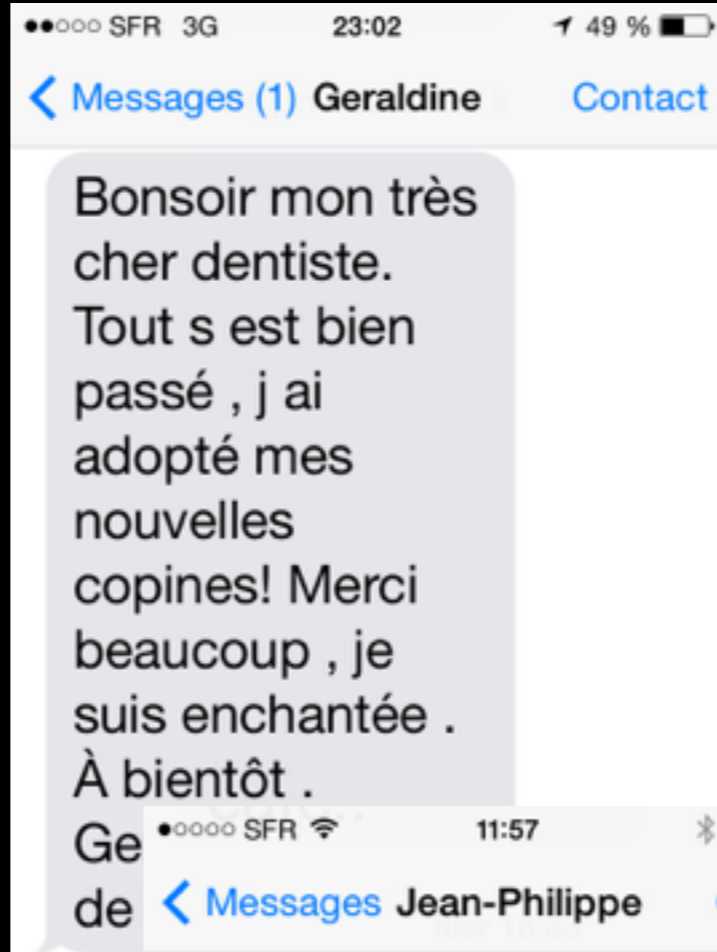 SFR 3G 23:02 49 %
Messages (1) Geraldine Contact
Bonsoir mon très
cher dentiste.
Tout s est bien
passé , j ai
adopté mes
nouvelles
copines! Merci
beaucoup , je
suis enchantée .
À bientôt .
Ge
de
SFR 11:57
Messages Jean-Philippe